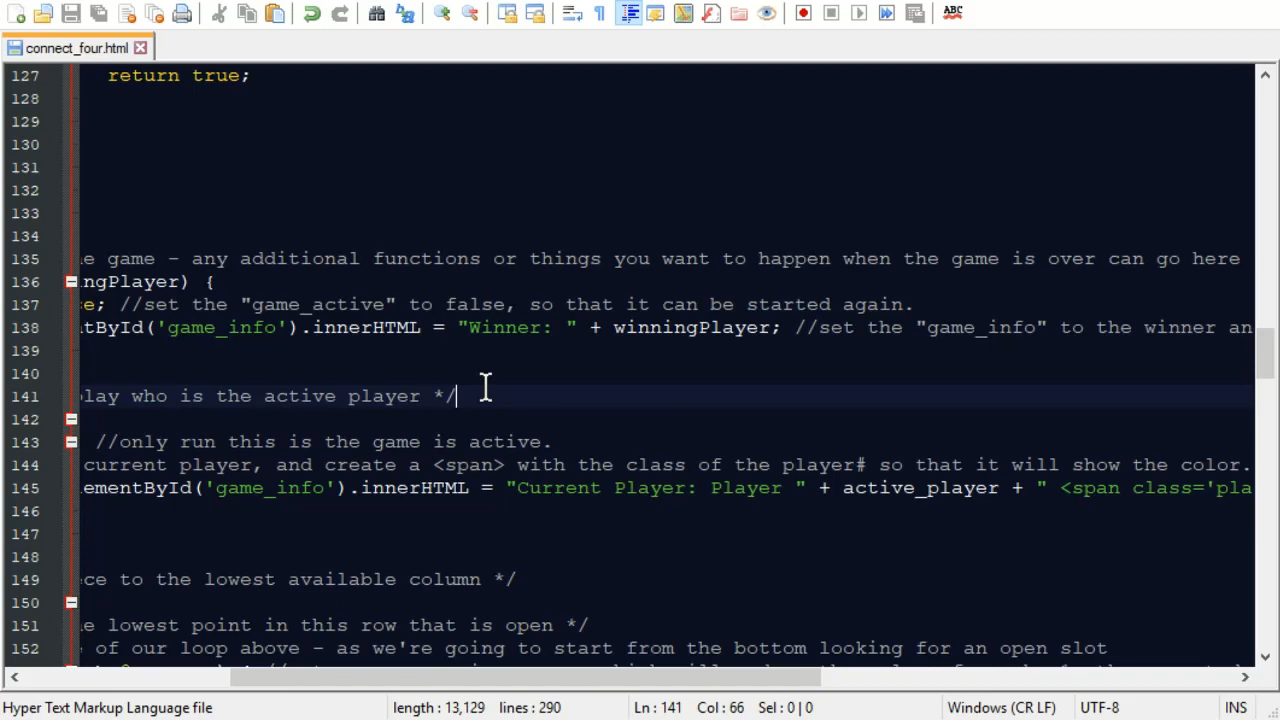 connect_four.html
ABC
127 return true;
128
129
130
131
132
133
134
135 game - any additional functions or things you want to happen when the game is over can go here
136 ingPlayer) {
137 ; //set the "game_active" to false, so that it can be started again.
138 tById('game_info').innerHTML = "Winner: " + winningPlayer; //set the "game_info" to the winner an
139
140
141 play who is the active player */
142
143 //only run this is the game is active.
144 current player, and create a <span> with the class of the player# so that it will show the color.
145 ementById('game_info').innerHTML = "Current Player: Player " + active_player + " <span class='pla
146
147
148
149 ce to the lowest available column */
150
151 lowest point in this row that is open */
152 of our loop above - as we're going to start from the bottom looking for an open slot
Hyper Text Markup Language file length : 13,129 lines : 290 Ln : 141 Col : 66 Sel : 0 | 0 Windows (CR LF) UTF-8 INS